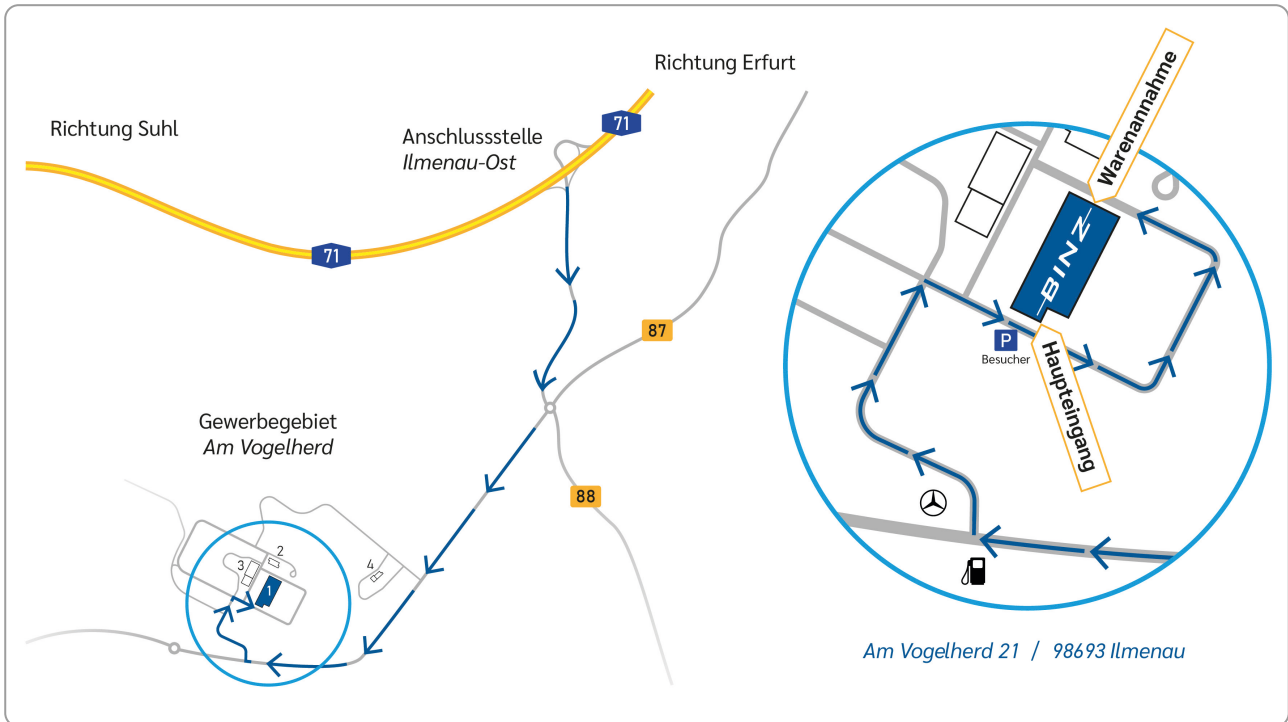 Richtung Suhl
Richtung Erfurt
Anschlussstelle
Ilmenau-Ost
71
71
87
88
Gewerbegebiet
Am Vogelherd
1
2
3
4
Warenannahme
BINZ
P
Besucher
Haupteingang
Am Vogelherd 21 / 98693 Ilmenau